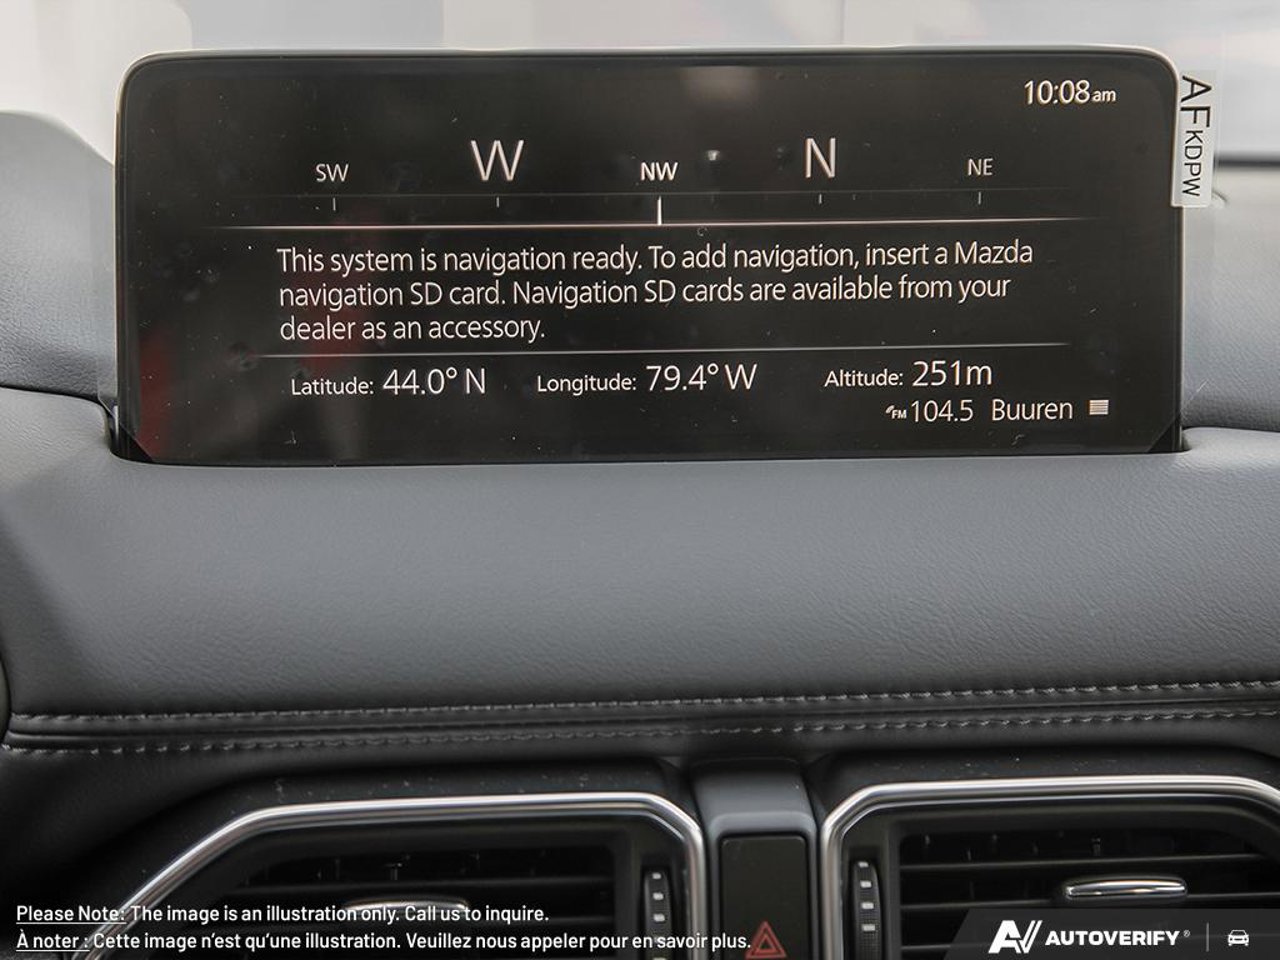 10:08am
SW W NW N NE
This system is navigation ready. To add navigation, insert a Mazda
navigation SD card. Navigation SD cards are available from your
dealer as an accessory.
Latitude: 44.0° N Longitude: 79.4° W Altitude: 251m
FM 104.5 Buuren
AF KDPW
Please Note: The image is an illustration only. Call us to inquire.
À noter : Cette image n'est qu'une illustration. Veuillez nous appeler pour en savoir plus.
AV AUTOVERIFY®